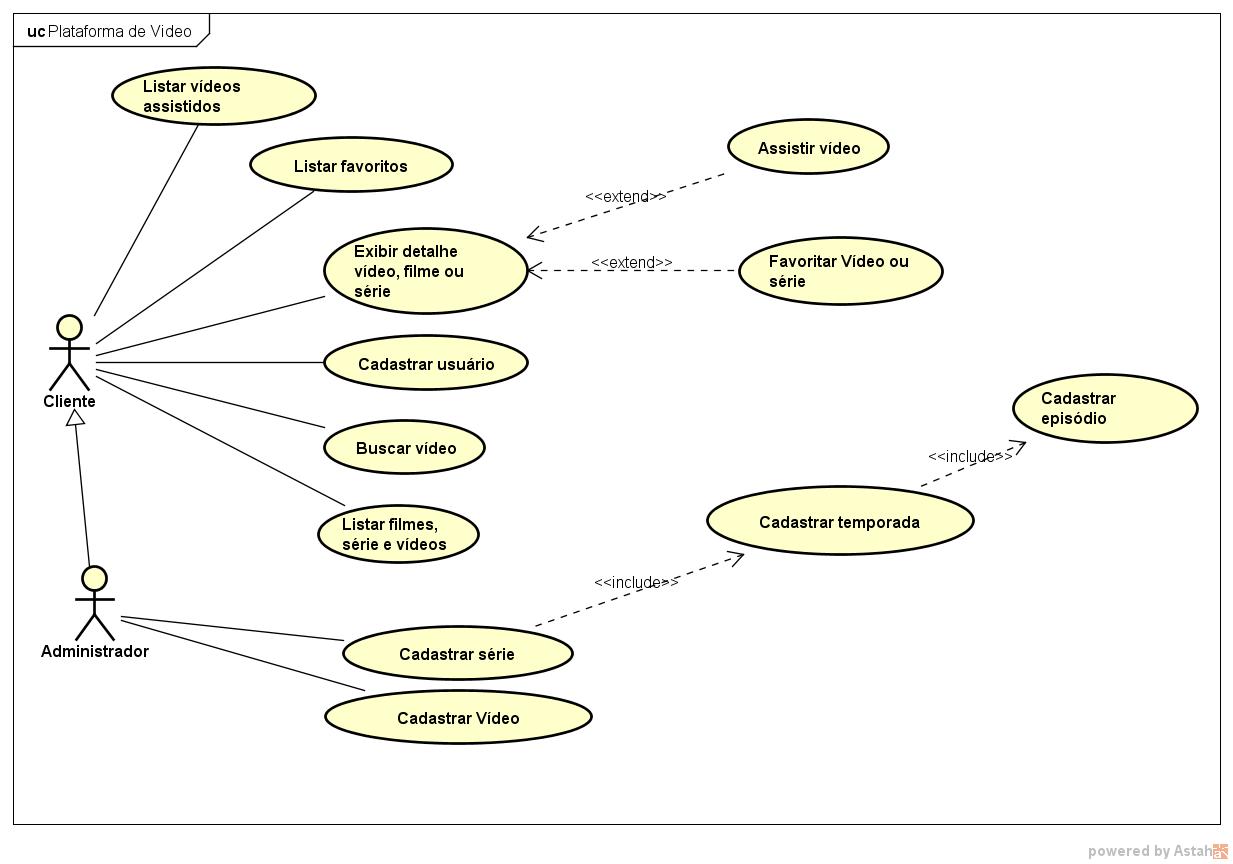 uc Plataforma de Video
Listar vídeos
assistidos
Listar favoritos
Assistir vídeo
<<extend>>
Exibir detalhe
vídeo, filme ou
série
<<extend>>
Favoritar Vídeo ou
série
Cadastrar usuário
Cliente
Cadastrar
episódio
Buscar vídeo
<<include>>
Listar filmes,
série e vídeos
Cadastrar temporada
<<include>>
Administrador
Cadastrar série
Cadastrar Vídeo
powered by Astah